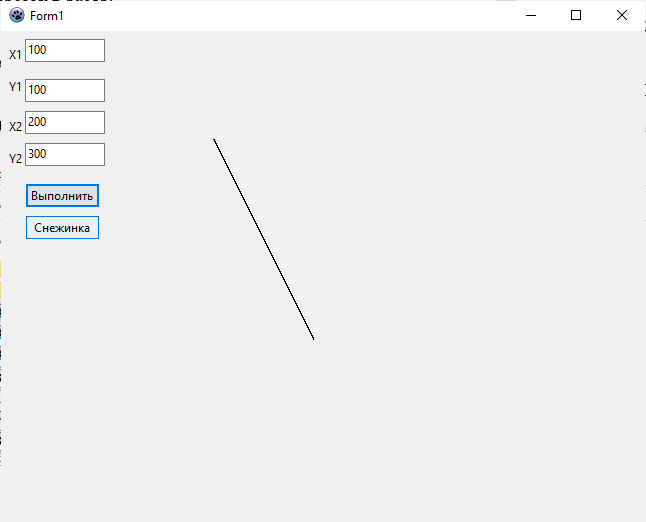 Form1
X1 100
Y1 100
X2 200
Y2 300
Выполнить
Снежинка